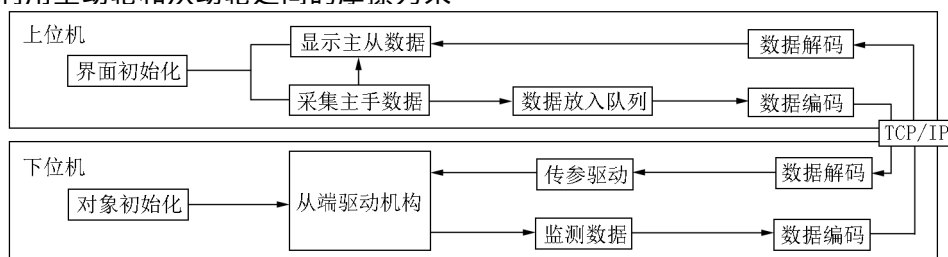 上位机
显示主从数据
数据解码
界面初始化
采集主手数据
数据放入队列
数据编码
TCP/IP
下位机
传参驱动
数据解码
对象初始化
从端驱动机构
监测数据
数据编码